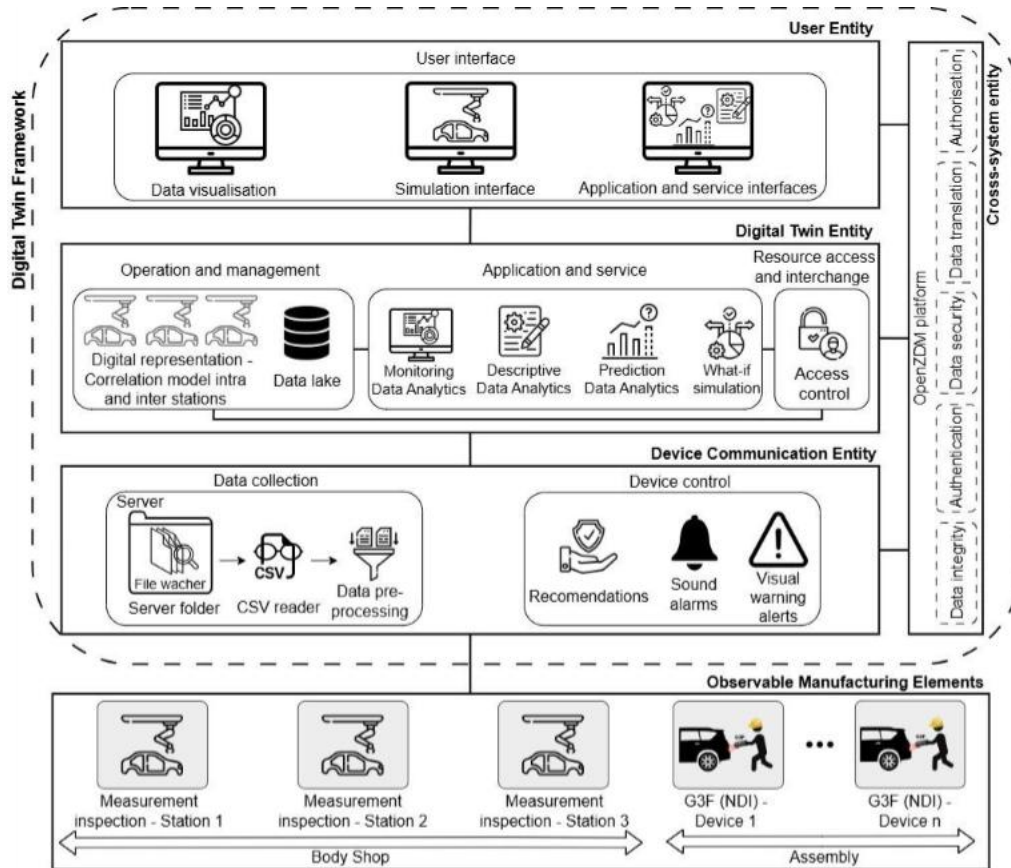 User Entity
User interface
Data visualisation
Simulation interface
Application and service interfaces
Digital Twin Framework
Crosss-system entity
OpenZDM platform
Authorisation
Data translation
Data security
Authentication
Data integrity
Digital Twin Entity
Operation and management
Application and service
Resource access
and interchange
Digital representation -
Correlation model intra
and inter stations
Data lake
Monitoring
Data Analytics
Descriptive
Data Analytics
Prediction
Data Analytics
What-if
simulation
Access
control
Device Communication Entity
Data collection
Device control
Server
File wacher
Server folder
CSV
CSV reader
Data pre-
processing
Recomendations
Sound
alarms
Visual
warning
alerts
Observable Manufacturing Elements
Measurement
inspection - Station 1
Measurement
inspection - Station 2
Measurement
inspection - Station 3
G3F (NDI) -
Device 1
G3F (NDI) -
Device n
Body Shop
Assembly